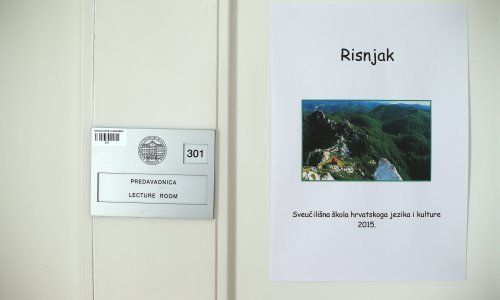 301
PREDAVAONICA
LECTURE ROOM
Risnjak
Sveučilišna škola hrvatskoga jezika i kulture
2015.